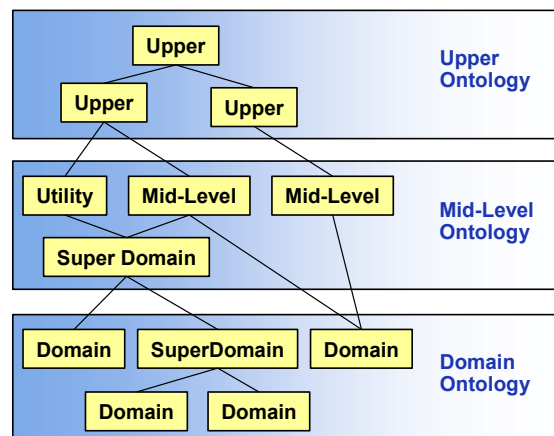 Upper
Upper
Ontology
Upper
Upper
Utility
Mid-Level
Mid-Level
Mid-Level
Ontology
Super Domain
Domain
SuperDomain
Domain
Domain
Ontology
Domain
Domain